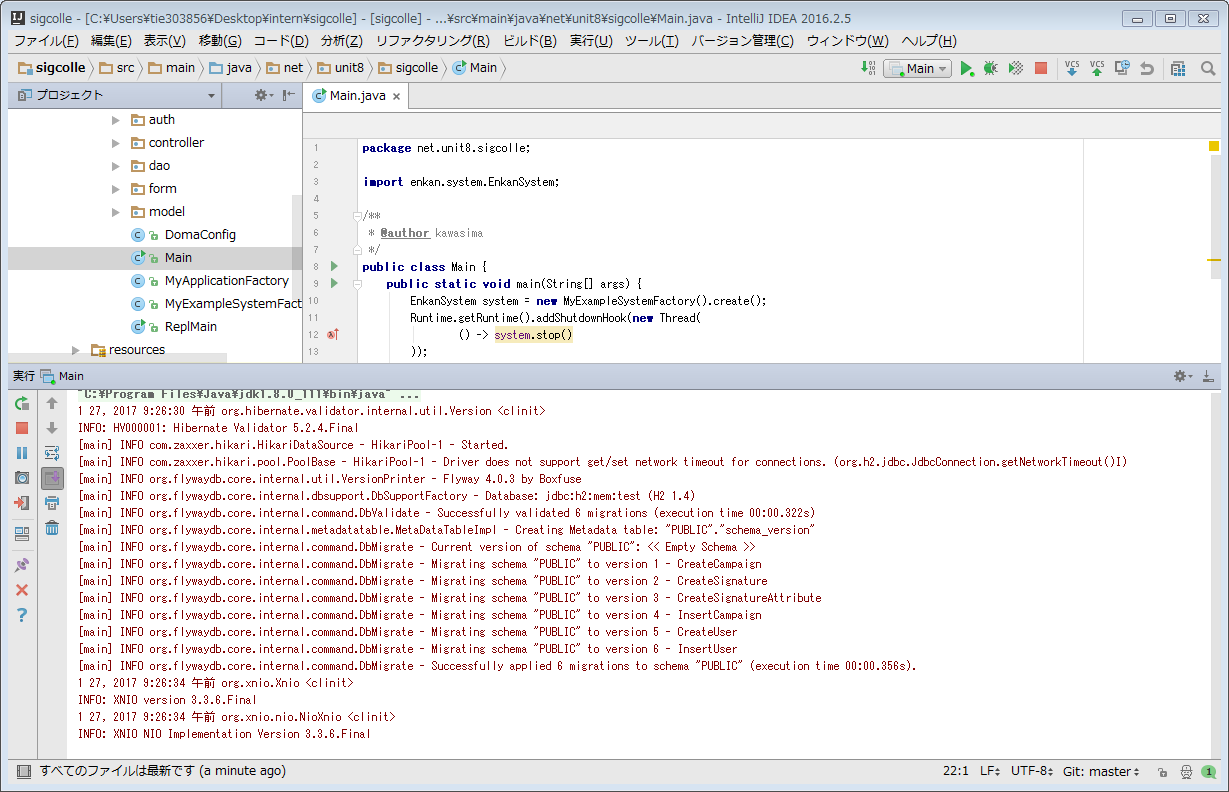 sigcolle - [C:¥Users¥tie303856¥Desktop¥intern¥sigcolle] - [sigcolle] - ...¥src¥main¥java¥net¥unit8¥sigcolle¥Main.java - IntelliJ IDEA 2016.2.5
ファイル(F) 編集(E) 表示(V) 移動(G) コード(D) 分析(Z) リファクタリング(R) ビルド(B) 実行(U) ツール(T) バージョン管理(C) ウィンドウ(W) ヘルプ(H)
sigcolle src main java net unit8 sigcolle Main Main VCS VCS
プロジェクト
Main.java
auth
controller
dao
form
model
DomaConfig
Main
MyApplicationFactory
MyExampleSystemFact
ReplMain
resources
1 package net.unit8.sigcolle;
2
3 import enkan.system.EnkanSystem;
4
5 /**
6 * @author kawasima
7 */
8 public class Main {
9 public static void main(String[] args) {
10 EnkanSystem system = new MyExampleSystemFactory().create();
11 Runtime.getRuntime().addShutdownHook(new Thread(
12 () -> system.stop()
13 ));
実行 Main
"C:¥Program Files¥Java¥jdk1.8.0_111¥bin¥java" ...
1 27, 2017 9:26:30 午前 org.hibernate.validator.internal.util.Version <clinit>
INFO: HV000001: Hibernate Validator 5.2.4.Final
[main] INFO com.zaxxer.hikari.HikariDataSource - HikariPool-1 - Started.
[main] INFO com.zaxxer.hikari.pool.PoolBase - HikariPool-1 - Driver does not support get/set network timeout for connections. (org.h2.jdbc.JdbcConnection.getNetworkTimeout()I)
[main] INFO org.flywaydb.core.internal.util.VersionPrinter - Flyway 4.0.3 by Boxfuse
[main] INFO org.flywaydb.core.internal.dbsupport.DbSupportFactory - Database: jdbc:h2:mem:test (H2 1.4)
[main] INFO org.flywaydb.core.internal.command.DbValidate - Successfully validated 6 migrations (execution time 00:00.322s)
[main] INFO org.flywaydb.core.internal.metadatatable.MetaDataTableImpl - Creating Metadata table: "PUBLIC"."schema_version"
[main] INFO org.flywaydb.core.internal.command.DbMigrate - Current version of schema "PUBLIC": << Empty Schema >>
[main] INFO org.flywaydb.core.internal.command.DbMigrate - Migrating schema "PUBLIC" to version 1 - CreateCampaign
[main] INFO org.flywaydb.core.internal.command.DbMigrate - Migrating schema "PUBLIC" to version 2 - CreateSignature
[main] INFO org.flywaydb.core.internal.command.DbMigrate - Migrating schema "PUBLIC" to version 3 - CreateSignatureAttribute
[main] INFO org.flywaydb.core.internal.command.DbMigrate - Migrating schema "PUBLIC" to version 4 - InsertCampaign
[main] INFO org.flywaydb.core.internal.command.DbMigrate - Migrating schema "PUBLIC" to version 5 - CreateUser
[main] INFO org.flywaydb.core.internal.command.DbMigrate - Migrating schema "PUBLIC" to version 6 - InsertUser
[main] INFO org.flywaydb.core.internal.command.DbMigrate - Successfully applied 6 migrations to schema "PUBLIC" (execution time 00:00.356s).
1 27, 2017 9:26:34 午前 org.xnio.Xnio <clinit>
INFO: XNIO version 3.3.6.Final
1 27, 2017 9:26:34 午前 org.xnio.nio.NioXnio <clinit>
INFO: XNIO NIO Implementation Version 3.3.6.Final
すべてのファイルは最新です (a minute ago) 22:1 LF UTF-8 Git: master 1